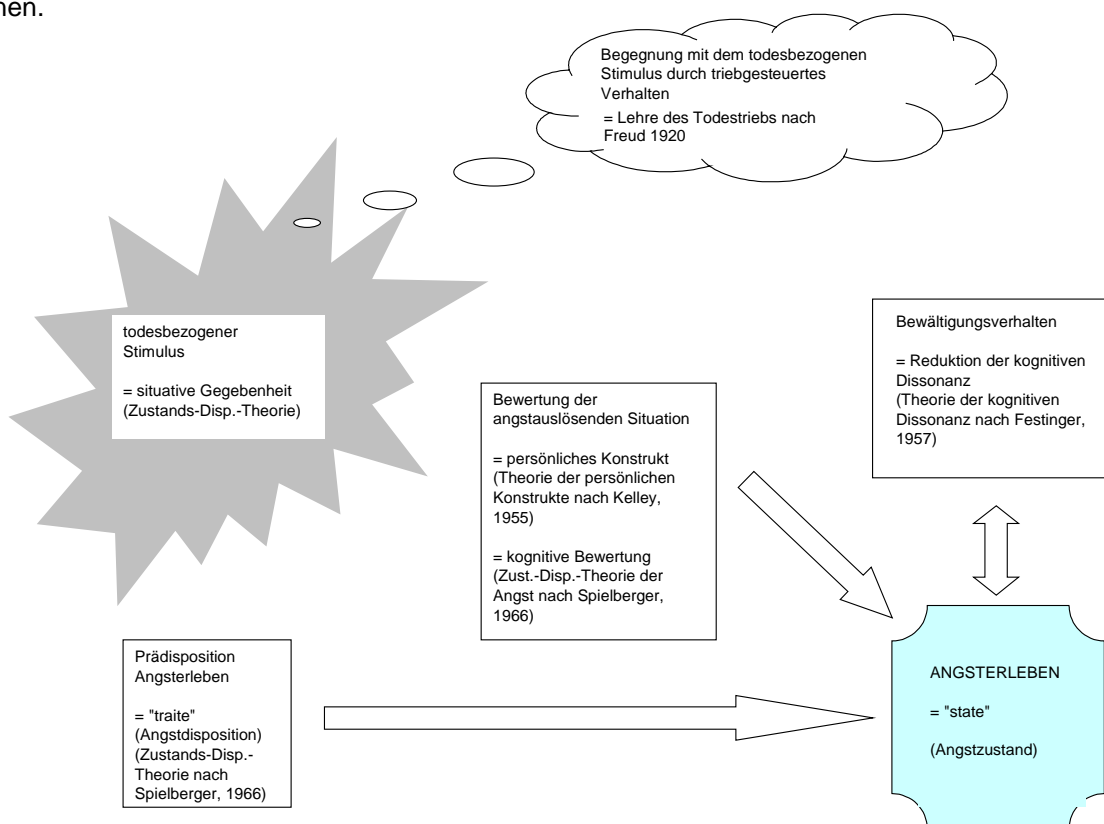 nen.
Begegnung mit dem todesbezogenen
Stimulus durch triebgesteuertes
Verhalten
= Lehre des Todestriebs nach
Freud 1920
todesbezogener
Stimulus
= situative Gegebenheit
(Zustands-Disp.-Theorie)
Bewertung der
angstauslösenden Situation
= persönliches Konstrukt
(Theorie der persönlichen
Konstrukte nach Kelley,
1955)
= kognitive Bewertung
(Zust.-Disp.-Theorie der
Angst nach Spielberger,
1966)
Bewältigungsverhalten
= Reduktion der kognitiven
Dissonanz
(Theorie der kognitiven
Dissonanz nach Festinger,
1957)
Prädisposition
Angsterleben
= "traite"
(Angstdisposition)
(Zustands-Disp.-
Theorie nach
Spielberger, 1966)
ANGSTERLEBEN
= "state"
(Angstzustand)